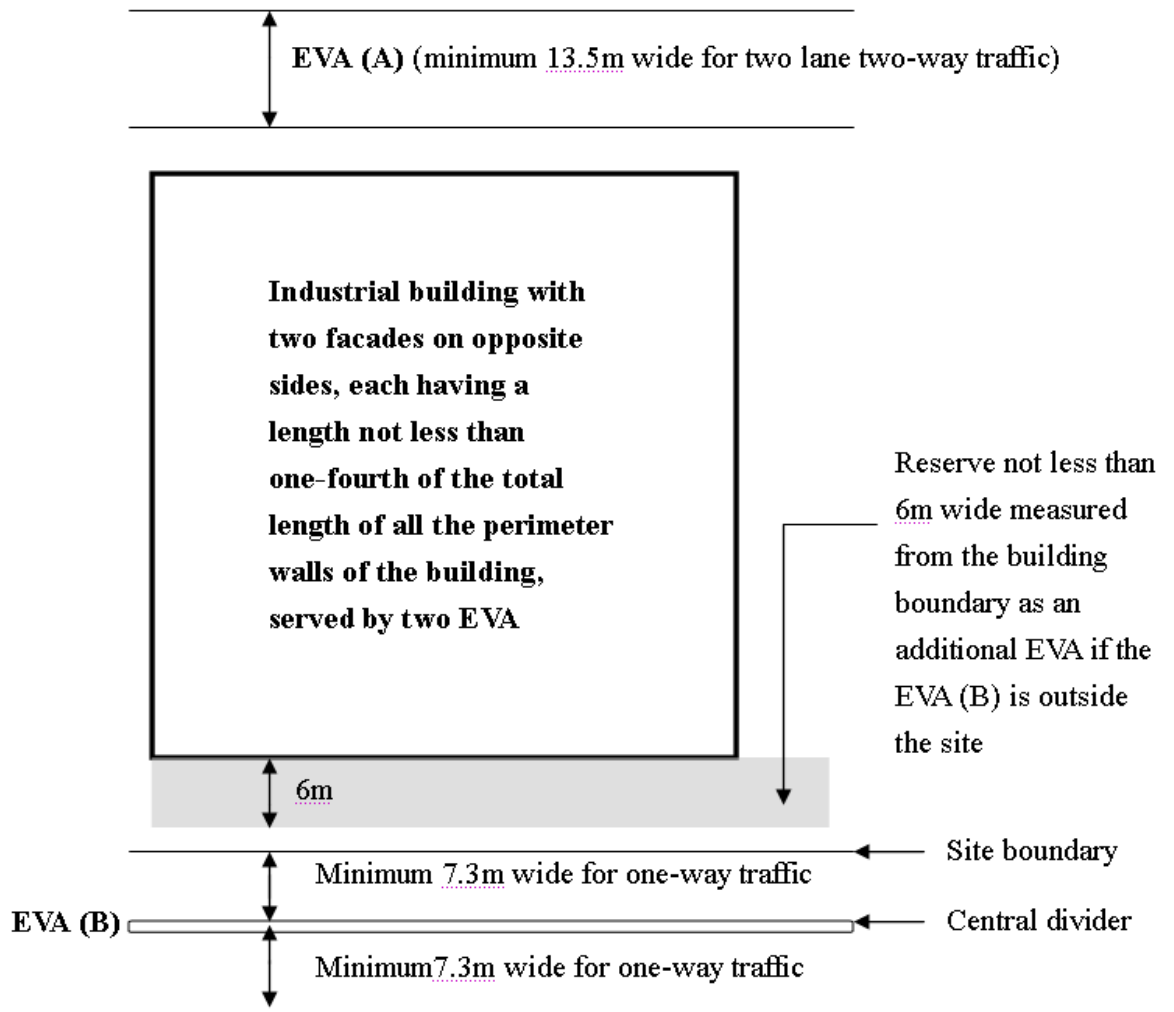 EVA (A) (minimum 13.5m wide for two lane two-way traffic)
Industrial building with
two facades on opposite
sides, each having a
length not less than
one-fourth of the total
length of all the perimeter
walls of the building,
served by two EVA
Reserve not less than
6m wide measured
from the building
boundary as an
additional EVA if the
EVA (B) is outside
the site
6m
Site boundary
Minimum 7.3m wide for one-way traffic
EVA (B)
Central divider
Minimum7.3m wide for one-way traffic